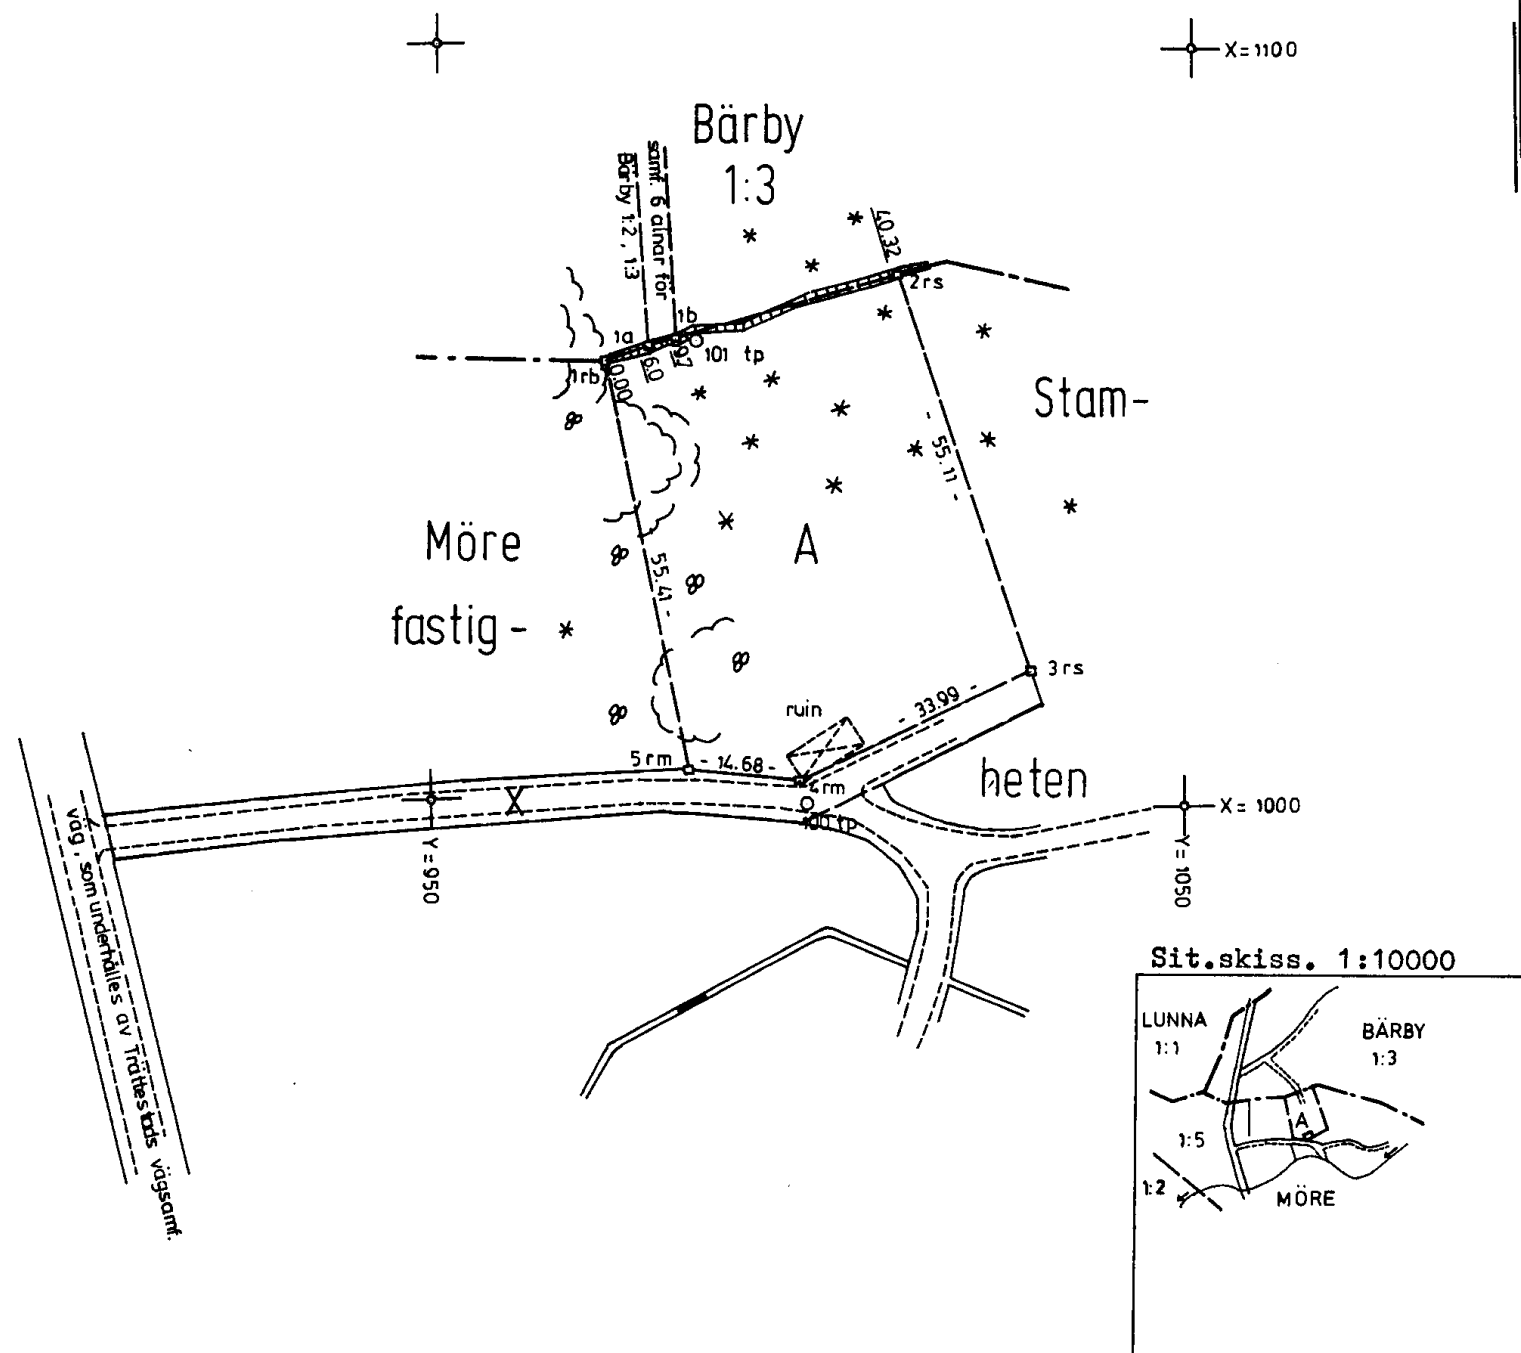 X=1100
Bärby
1:3
samf. 6 alnar för
Bärby 1:2, 1:3
40.32
2rs
1b
1a
101 tp
1rb
0.00
6.0
9.7
Stam-
- 55.11 -
Möre
A
55.41 -
fastig-
3rs
- 33.99 -
ruin
5rm
- 14.68 -
4rm
heten
X
100 tp
X=1000
Y=950
Y=1050
väg, som underhålles av Trättestads vägsamf.
Sit.skiss. 1:10000
LUNNA
1:1
BÄRBY
1:3
A
1:5
1:2
MÖRE